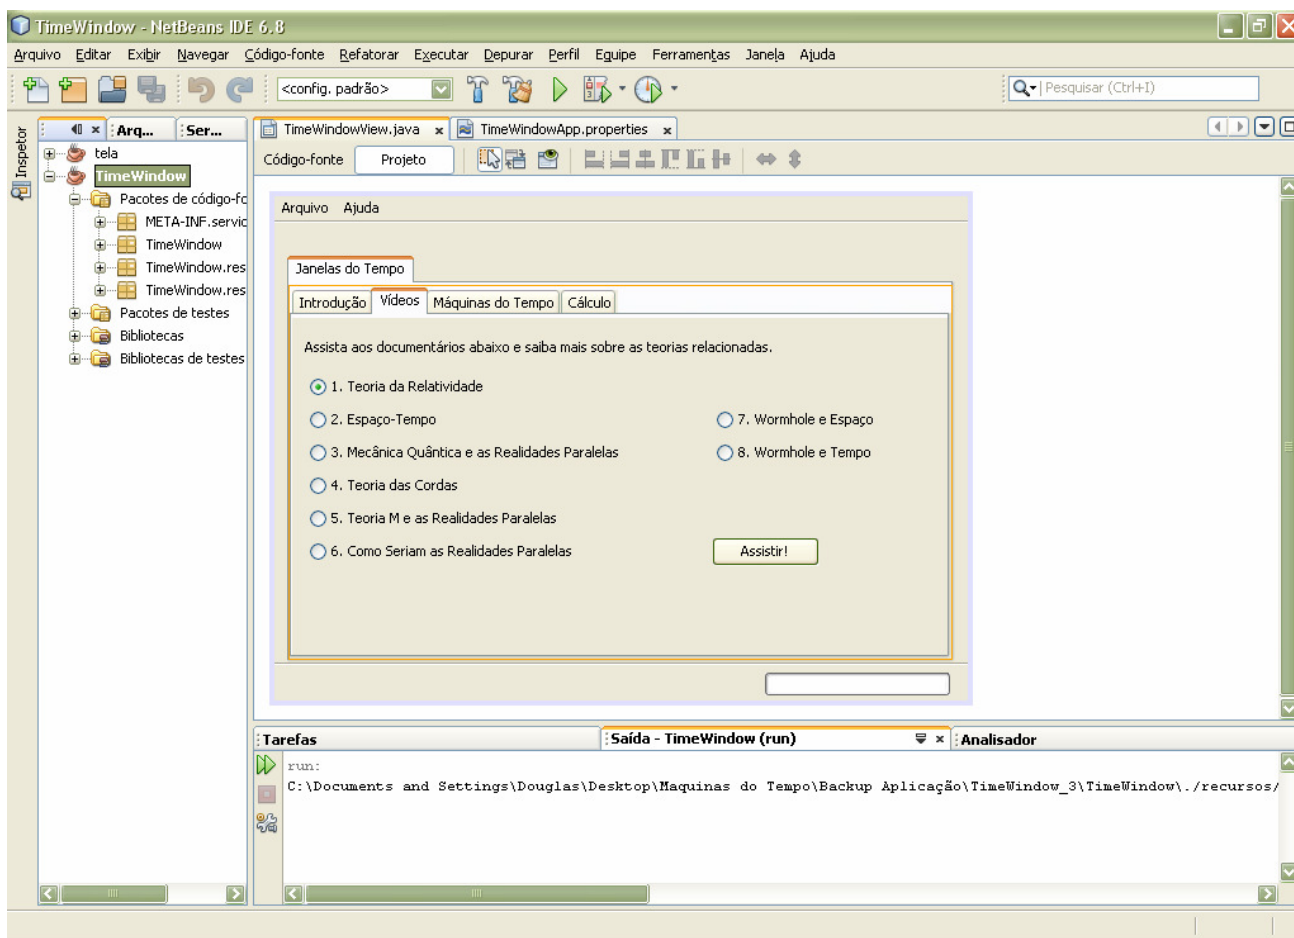 TimeWindow - NetBeans IDE 6.8
Arquivo Editar Exibir Navegar Código-fonte Refatorar Executar Depurar Perfil Equipe Ferramentas Janela Ajuda
<config. padrão>
Pesquisar (Ctrl+I)
Inspetor
Arq... Ser...
tela
TimeWindow
Pacotes de código-fo
META-INF.servic
TimeWindow
TimeWindow.res
TimeWindow.res
Pacotes de testes
Bibliotecas
Bibliotecas de testes
TimeWindowView.java TimeWindowApp.properties
Código-fonte Projeto
Arquivo Ajuda
Janelas do Tempo
Introdução Vídeos Máquinas do Tempo Cálculo
Assista aos documentários abaixo e saiba mais sobre as teorias relacionadas.
1. Teoria da Relatividade
2. Espaço-Tempo
7. Wormhole e Espaço
3. Mecânica Quântica e as Realidades Paralelas
8. Wormhole e Tempo
4. Teoria das Cordas
5. Teoria M e as Realidades Paralelas
6. Como Seriam as Realidades Paralelas
Assistir!
Tarefas
Saída - TimeWindow (run)
Analisador
run:
C:\Documents and Settings\Douglas\Desktop\Maquinas do Tempo\Backup Aplicação\TimeWindow_3\TimeWindow\./recursos/